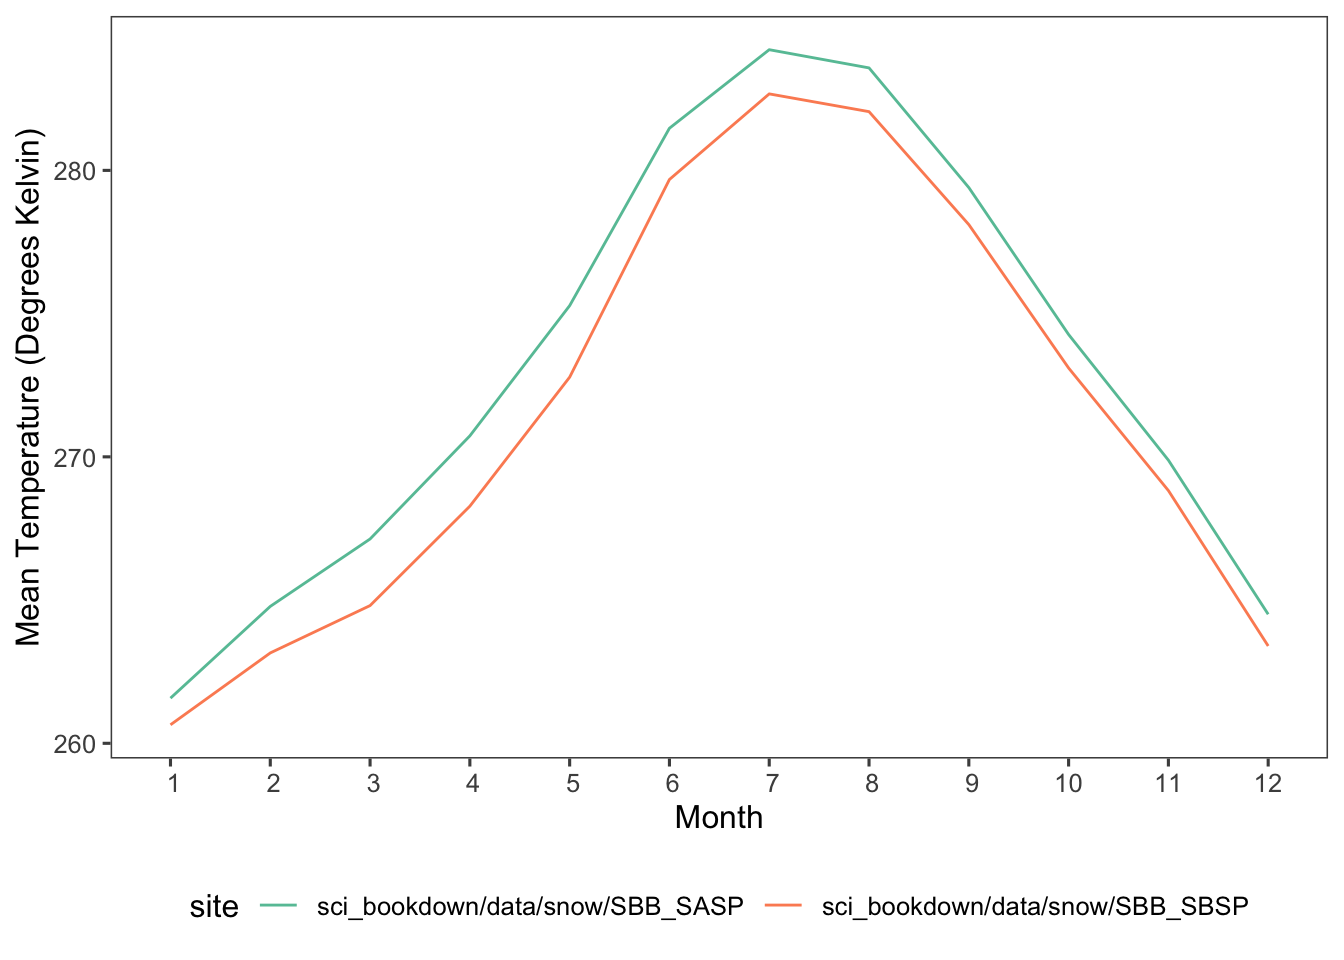 Mean Temperature (Degrees Kelvin)
280
270
260
1 2 3 4 5 6 7 8 9 10 11 12
Month
site sci_bookdown/data/snow/SBB_SASP sci_bookdown/data/snow/SBB_SBSP